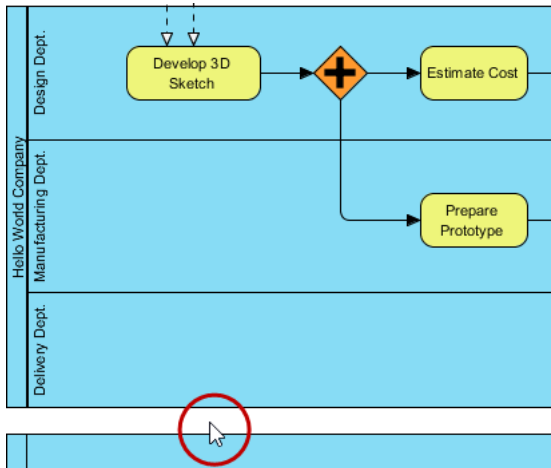 Hello World Company
Design Dept.
Develop 3D
Sketch
Estimate Cost
Manufacturing Dept.
Prepare
Prototype
Delivery Dept.